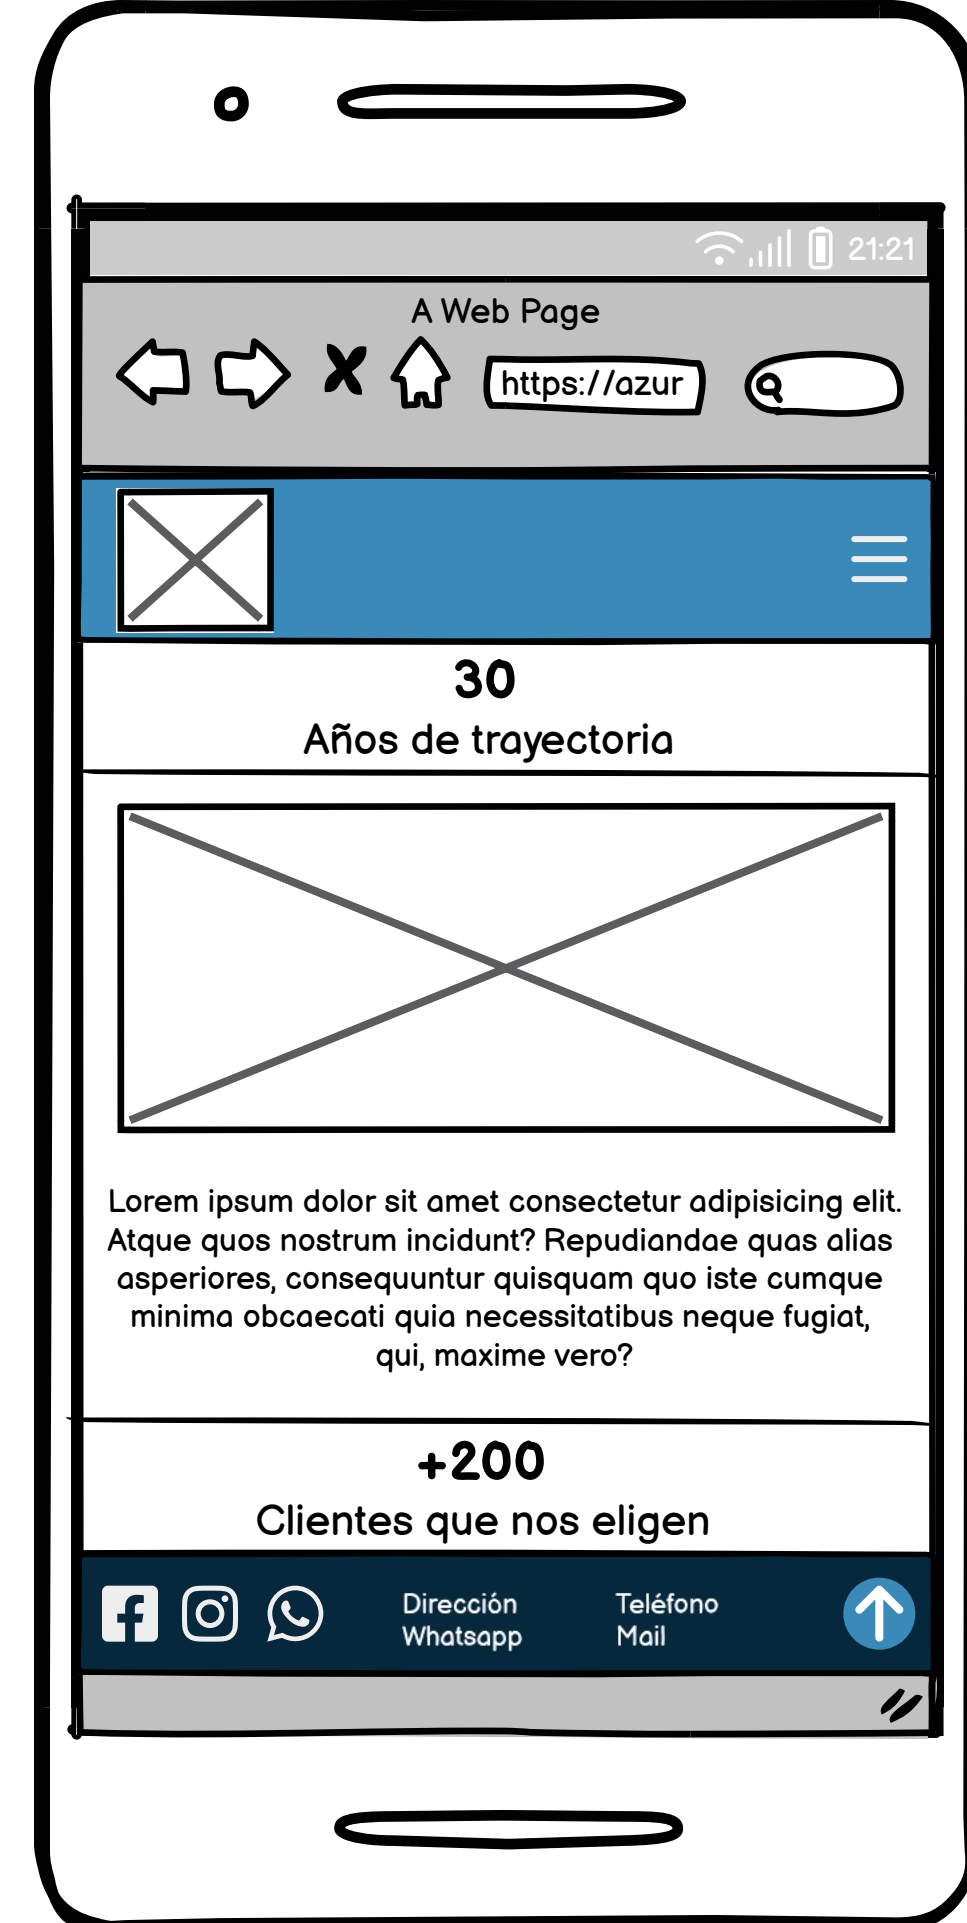 21:21
A Web Page
https://azur
30
Años de trayectoria
Lorem ipsum dolor sit amet consectetur adipisicing elit.
Atque quos nostrum incidunt? Repudiandae quas alias
asperiores, consequuntur quisquam quo iste cumque
minima obcaecati quia necessitatibus neque fugiat,
qui, maxime vero?
+200
Clientes que nos eligen
Dirección
Whatsapp
Teléfono
Mail